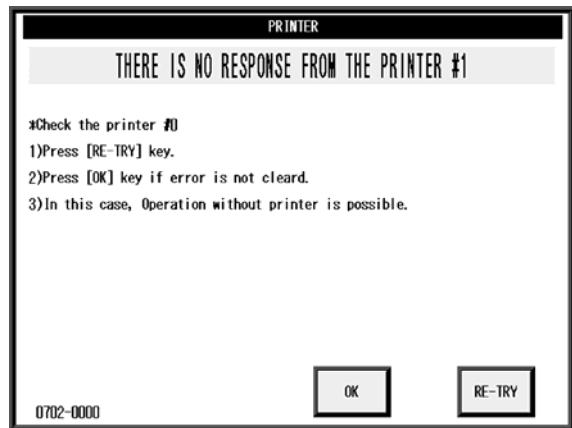 PRINTER
THERE IS NO RESPONSE FROM THE PRINTER #1
*Check the printer
1)Press [RE-TRY] key.
2)Press [OK] key if error is not cleard.
3)In this case, Operation without printer is possible.
OK
RE-TRY
0702-0000